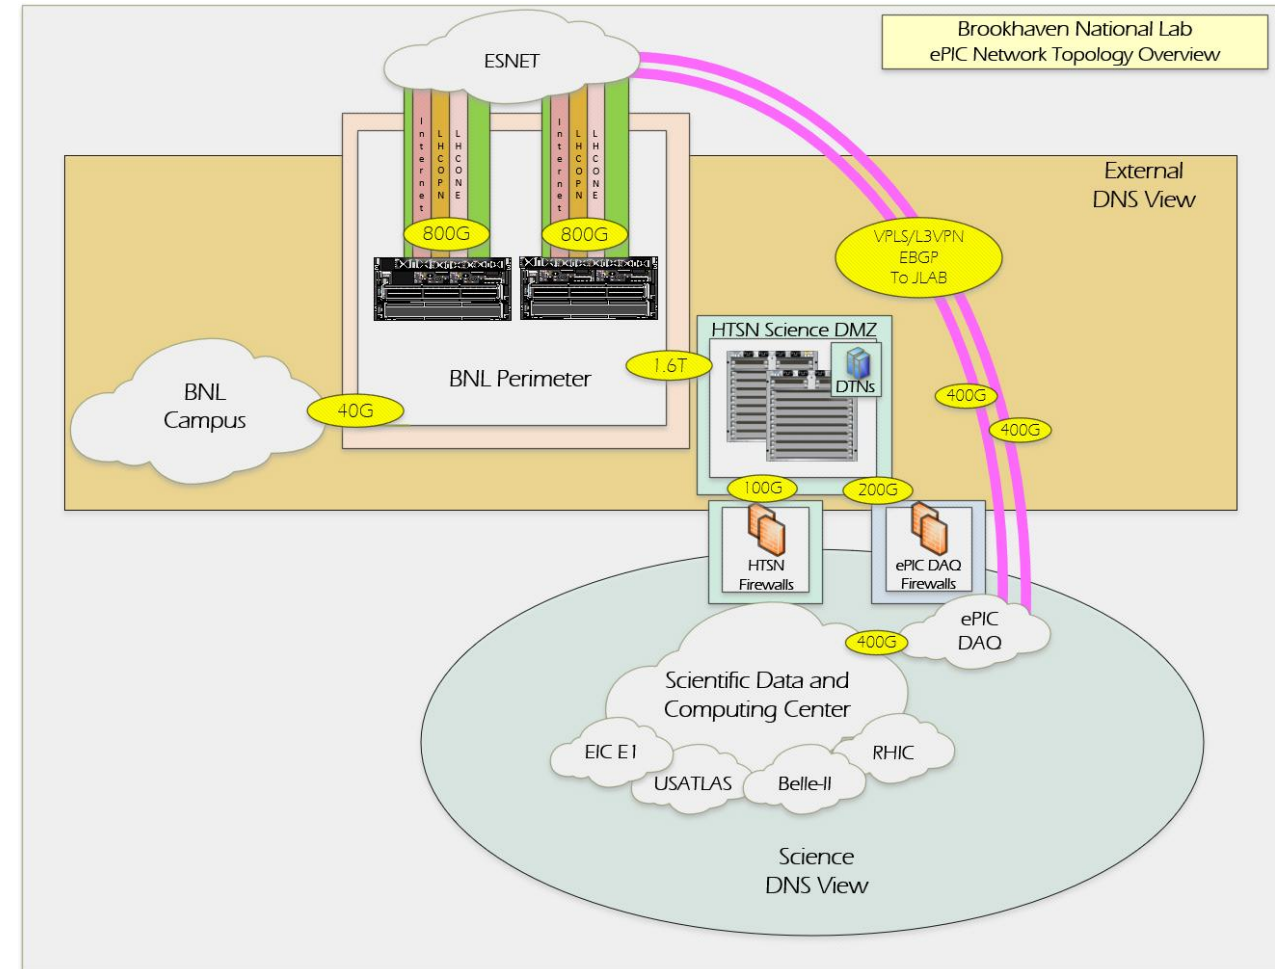 Brookhaven National Lab
ePIC Network Topology Overview
ESNET
Internet
LHCOPN
LHCONE
Internet
LHCOPN
LHCONE
External
DNS View
800G
800G
VPLS/L3VPN
EBGP
To JLAB
HTSN Science DMZ
1.6T
BNL Perimeter
DTNs
BNL
Campus
40G
400G
400G
100G
200G
HTSN
Firewalls
ePIC DAQ
Firewalls
ePIC
DAQ
400G
Scientific Data and
Computing Center
EIC E1
USATLAS
Belle-II
RHIC
Science
DNS View